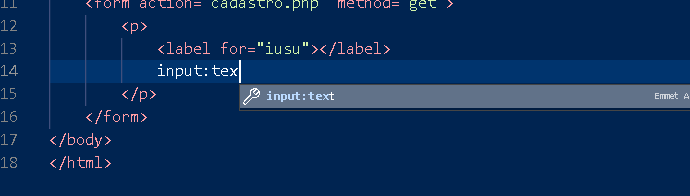 11 <form action="cadastro.php" method="get">
12 <p>
13 <label for="iusu"></label>
14 input:tex
input:text Emmet A
15 </p>
16 </form>
17 </body>
18 </html>